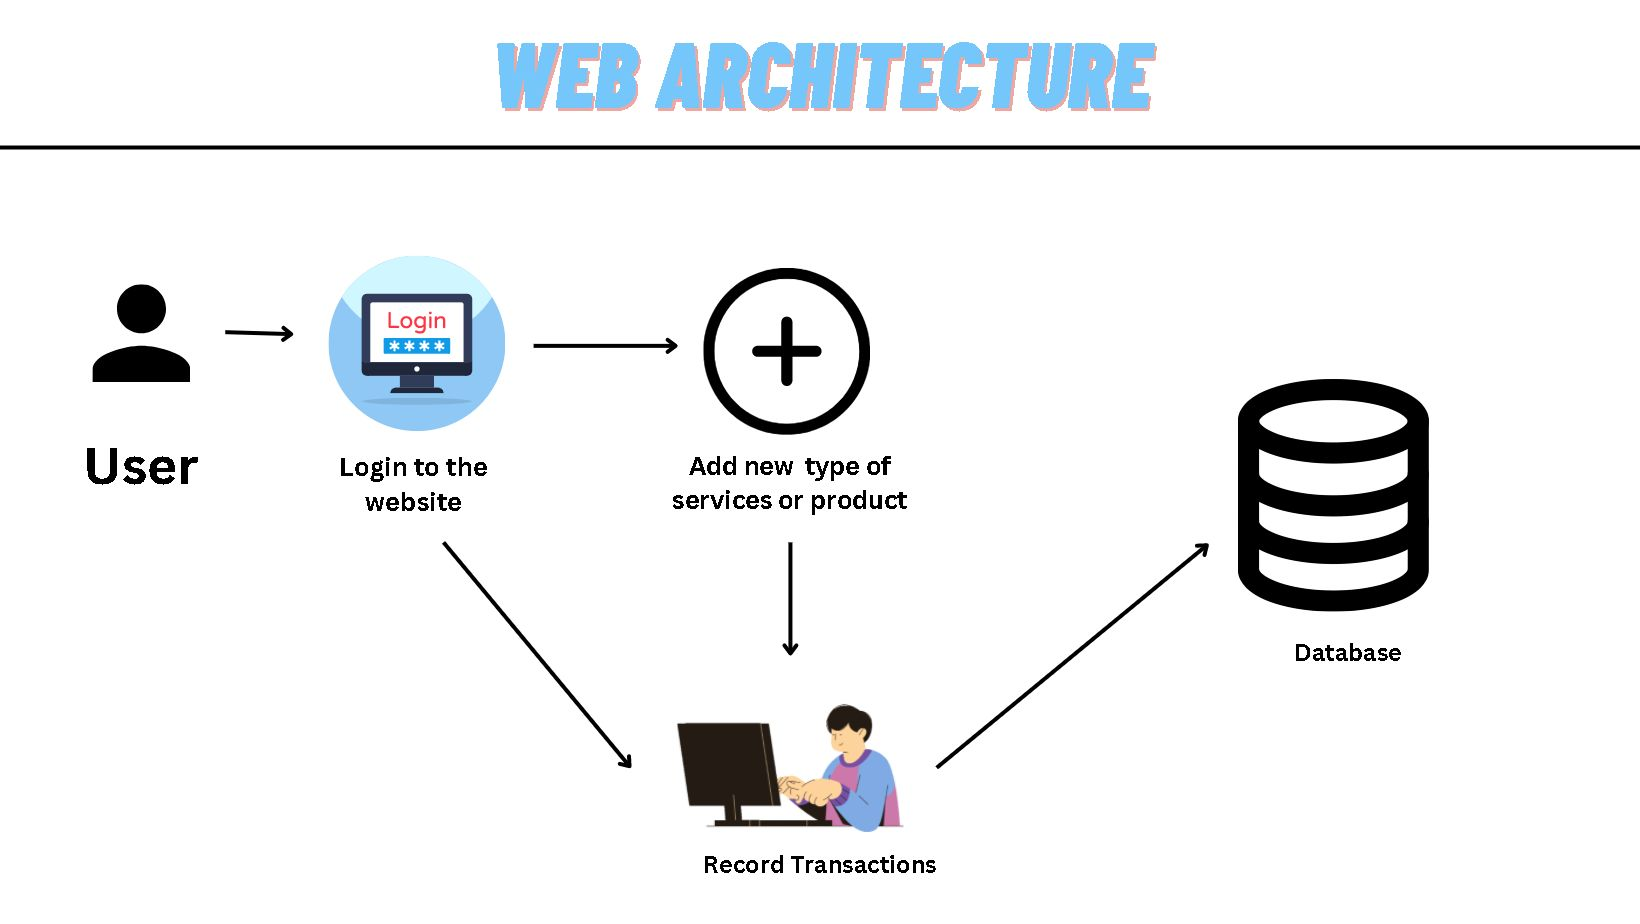 WEB ARCHITECTURE
Login
****
User
Login to the
website
Add new type of
services or product
Database
Record Transactions